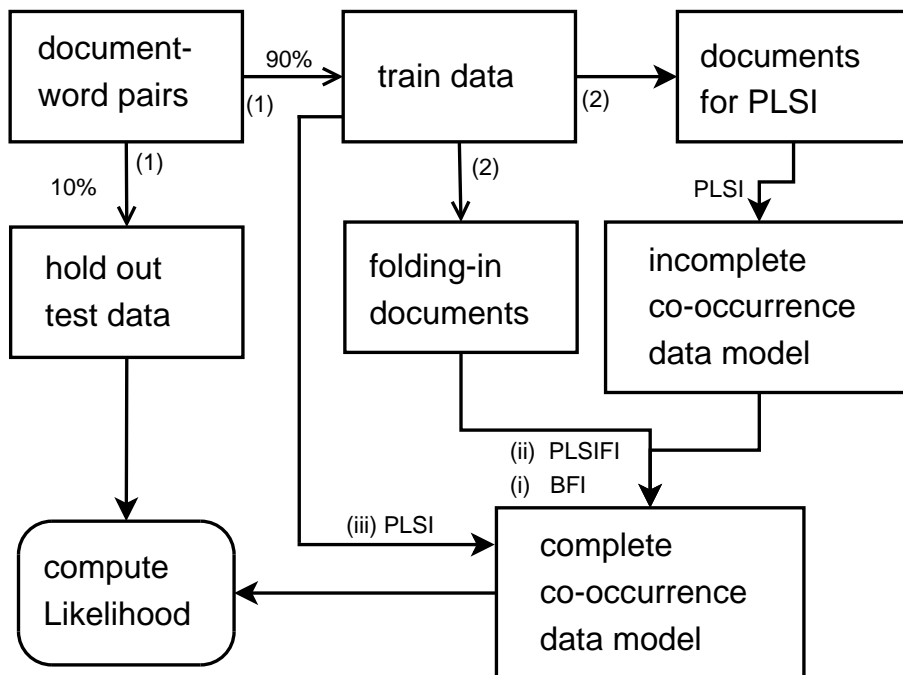 document-
word pairs
90%
(1)
train data
(2)
documents
for PLSI
(1)
10%
(2)
PLSI
hold out
test data
folding-in
documents
incomplete
co-occurrence
data model
(ii) PLSIFI
(i) BFI
(iii) PLSI
compute
Likelihood
complete
co-occurrence
data model